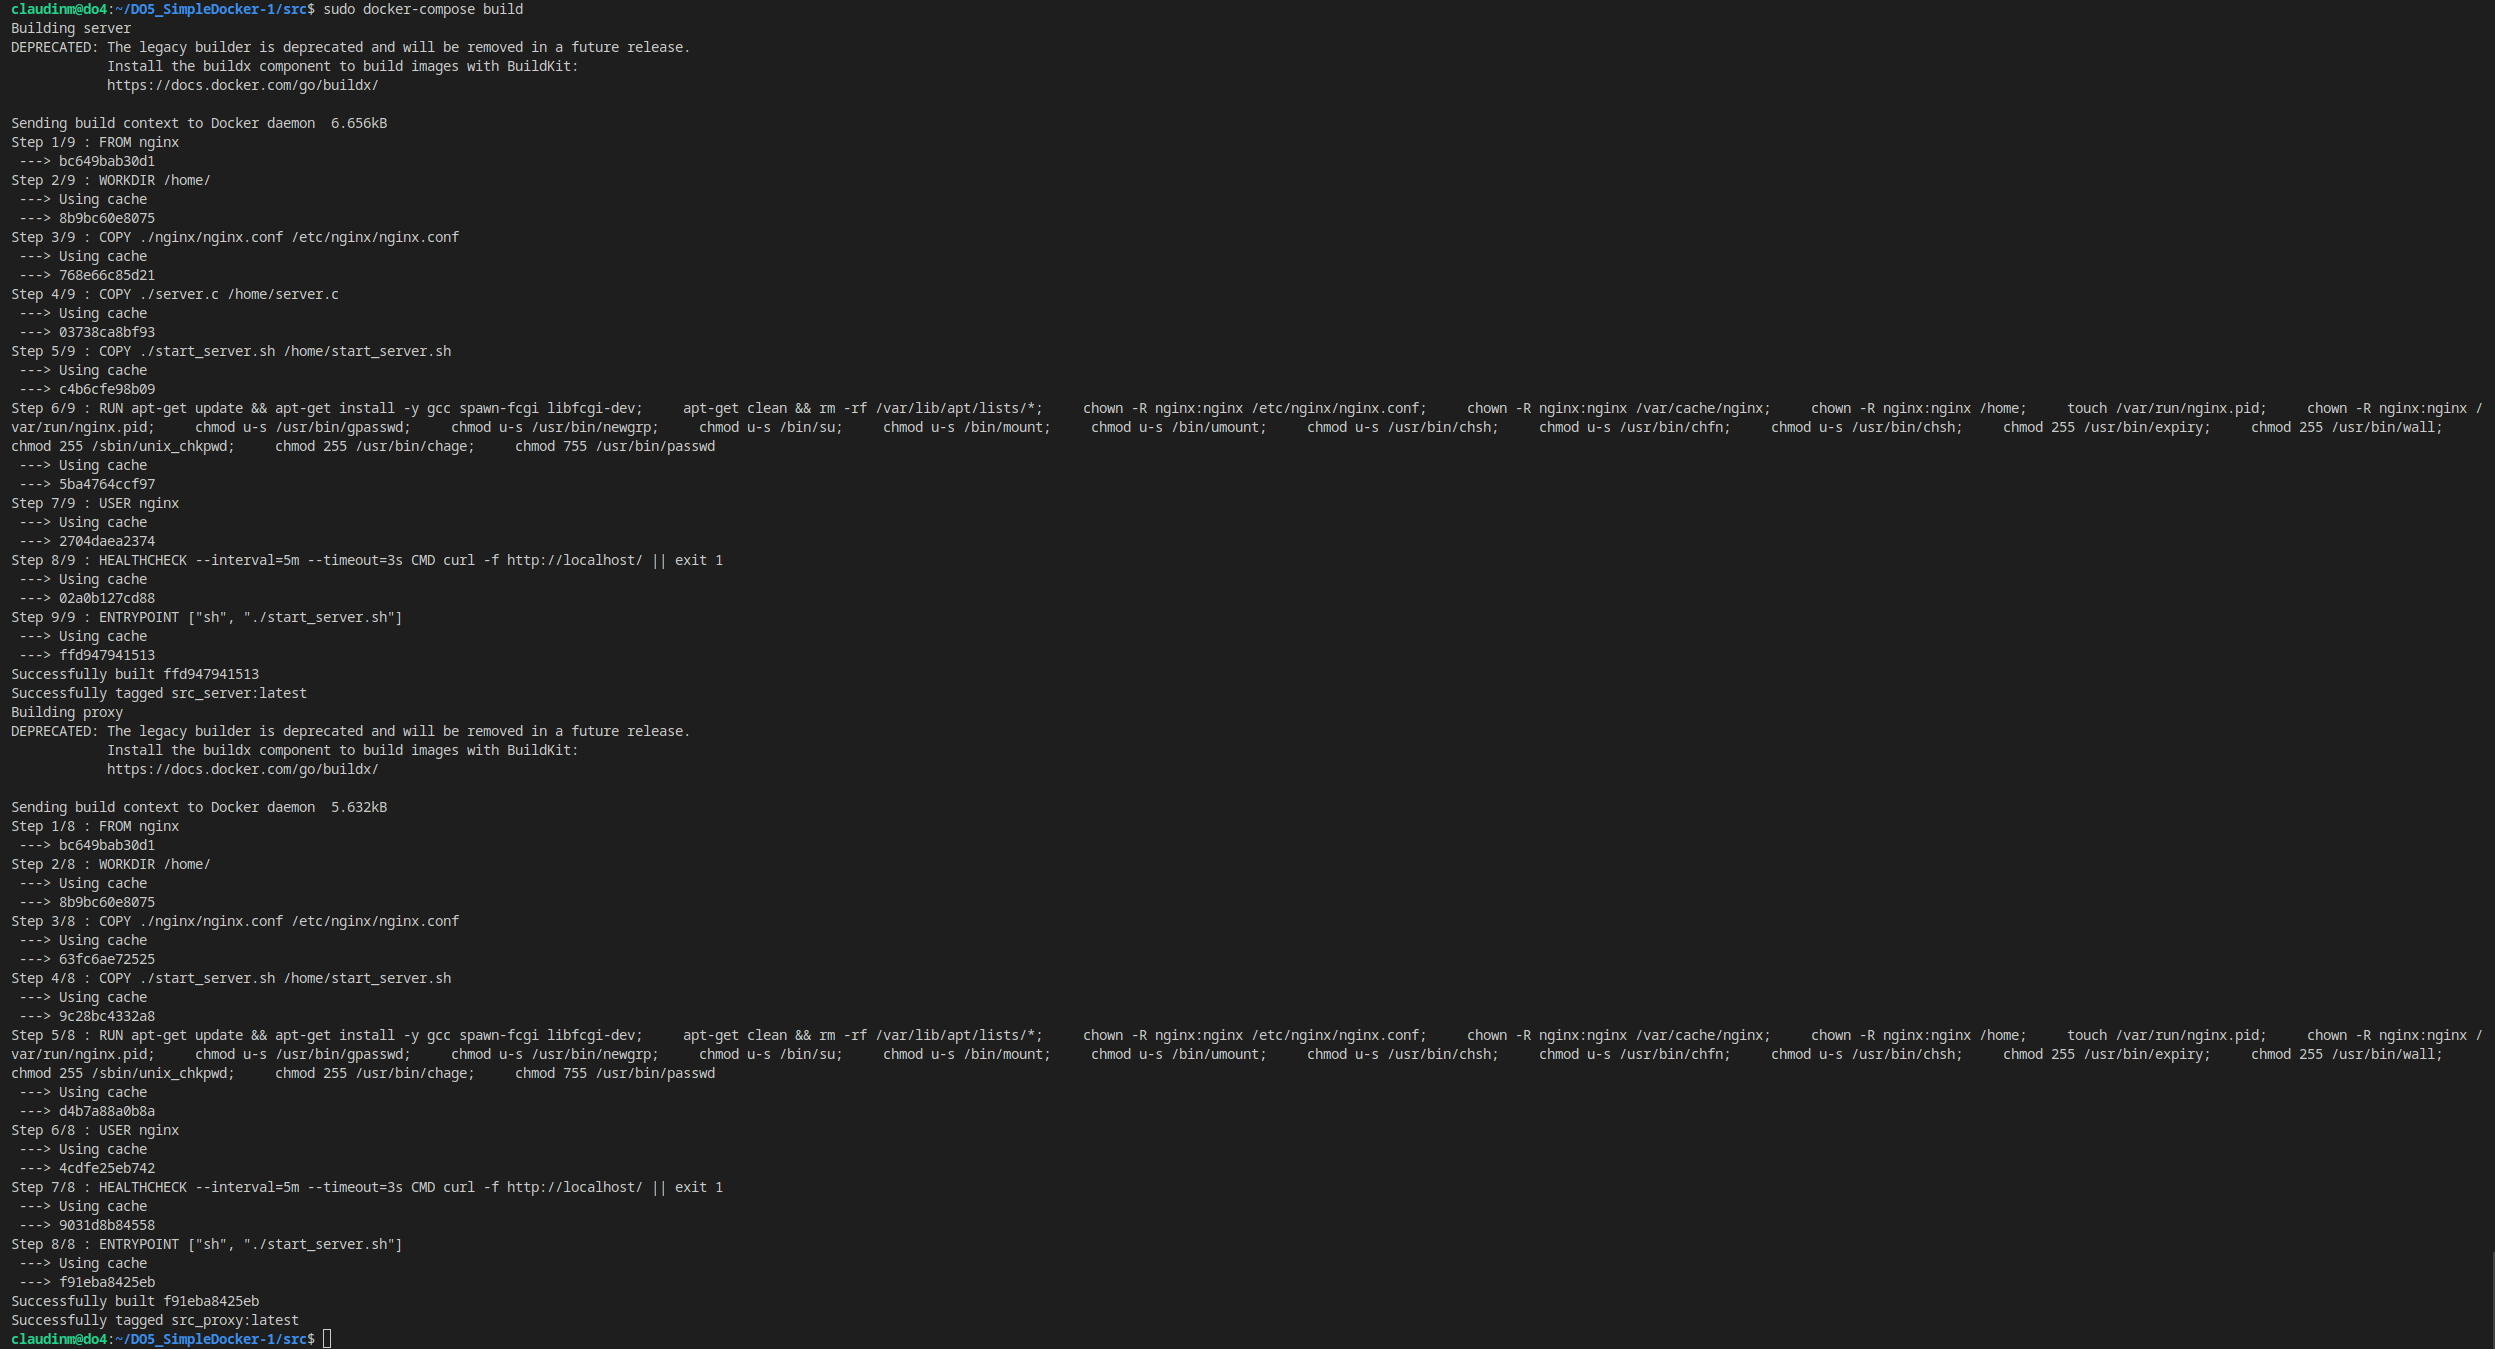 claudinm@do4:~/DO5_SimpleDocker-1/src$ sudo docker-compose build
Building server
DEPRECATED: The legacy builder is deprecated and will be removed in a future release.
            Install the buildx component to build images with BuildKit:
            https://docs.docker.com/go/buildx/

Sending build context to Docker daemon  6.656kB
Step 1/9 : FROM nginx
 ---> bc649bab30d1
Step 2/9 : WORKDIR /home/
 ---> Using cache
 ---> 8b9bc60e8075
Step 3/9 : COPY ./nginx/nginx.conf /etc/nginx/nginx.conf
 ---> Using cache
 ---> 768e66c85d21
Step 4/9 : COPY ./server.c /home/server.c
 ---> Using cache
 ---> 03738ca8bf93
Step 5/9 : COPY ./start_server.sh /home/start_server.sh
 ---> Using cache
 ---> c4b6cfe98b09
Step 6/9 : RUN apt-get update && apt-get install -y gcc spawn-fcgi libfcgi-dev;     apt-get clean && rm -rf /var/lib/apt/lists/*;     chown -R nginx:nginx /etc/nginx/nginx.conf;     chown -R nginx:nginx /var/cache/nginx;     chown -R nginx:nginx /home;     touch /var/run/nginx.pid;     chown -R nginx:nginx /
var/run/nginx.pid;     chmod u-s /usr/bin/gpasswd;     chmod u-s /usr/bin/newgrp;     chmod u-s /bin/su;     chmod u-s /bin/mount;     chmod u-s /bin/umount;     chmod u-s /usr/bin/chsh;     chmod u-s /usr/bin/chfn;     chmod u-s /usr/bin/chsh;     chmod 255 /usr/bin/expiry;     chmod 255 /usr/bin/wall;
chmod 255 /sbin/unix_chkpwd;     chmod 255 /usr/bin/chage;     chmod 755 /usr/bin/passwd
 ---> Using cache
 ---> 5ba4764ccf97
Step 7/9 : USER nginx
 ---> Using cache
 ---> 2704daea2374
Step 8/9 : HEALTHCHECK --interval=5m --timeout=3s CMD curl -f http://localhost/ || exit 1
 ---> Using cache
 ---> 02a0b127cd88
Step 9/9 : ENTRYPOINT ["sh", "./start_server.sh"]
 ---> Using cache
 ---> ffd947941513
Successfully built ffd947941513
Successfully tagged src_server:latest
Building proxy
DEPRECATED: The legacy builder is deprecated and will be removed in a future release.
            Install the buildx component to build images with BuildKit:
            https://docs.docker.com/go/buildx/

Sending build context to Docker daemon  5.632kB
Step 1/8 : FROM nginx
 ---> bc649bab30d1
Step 2/8 : WORKDIR /home/
 ---> Using cache
 ---> 8b9bc60e8075
Step 3/8 : COPY ./nginx/nginx.conf /etc/nginx/nginx.conf
 ---> Using cache
 ---> 63fc6ae72525
Step 4/8 : COPY ./start_server.sh /home/start_server.sh
 ---> Using cache
 ---> 9c28bc4332a8
Step 5/8 : RUN apt-get update && apt-get install -y gcc spawn-fcgi libfcgi-dev;     apt-get clean && rm -rf /var/lib/apt/lists/*;     chown -R nginx:nginx /etc/nginx/nginx.conf;     chown -R nginx:nginx /var/cache/nginx;     chown -R nginx:nginx /home;     touch /var/run/nginx.pid;     chown -R nginx:nginx /
var/run/nginx.pid;     chmod u-s /usr/bin/gpasswd;     chmod u-s /usr/bin/newgrp;     chmod u-s /bin/su;     chmod u-s /bin/mount;     chmod u-s /bin/umount;     chmod u-s /usr/bin/chsh;     chmod u-s /usr/bin/chfn;     chmod u-s /usr/bin/chsh;     chmod 255 /usr/bin/expiry;     chmod 255 /usr/bin/wall;
chmod 255 /sbin/unix_chkpwd;     chmod 255 /usr/bin/chage;     chmod 755 /usr/bin/passwd
 ---> Using cache
 ---> d4b7a88a0b8a
Step 6/8 : USER nginx
 ---> Using cache
 ---> 4cdfe25eb742
Step 7/8 : HEALTHCHECK --interval=5m --timeout=3s CMD curl -f http://localhost/ || exit 1
 ---> Using cache
 ---> 9031d8b84558
Step 8/8 : ENTRYPOINT ["sh", "./start_server.sh"]
 ---> Using cache
 ---> f91eba8425eb
Successfully built f91eba8425eb
Successfully tagged src_proxy:latest
claudinm@do4:~/DO5_SimpleDocker-1/src$